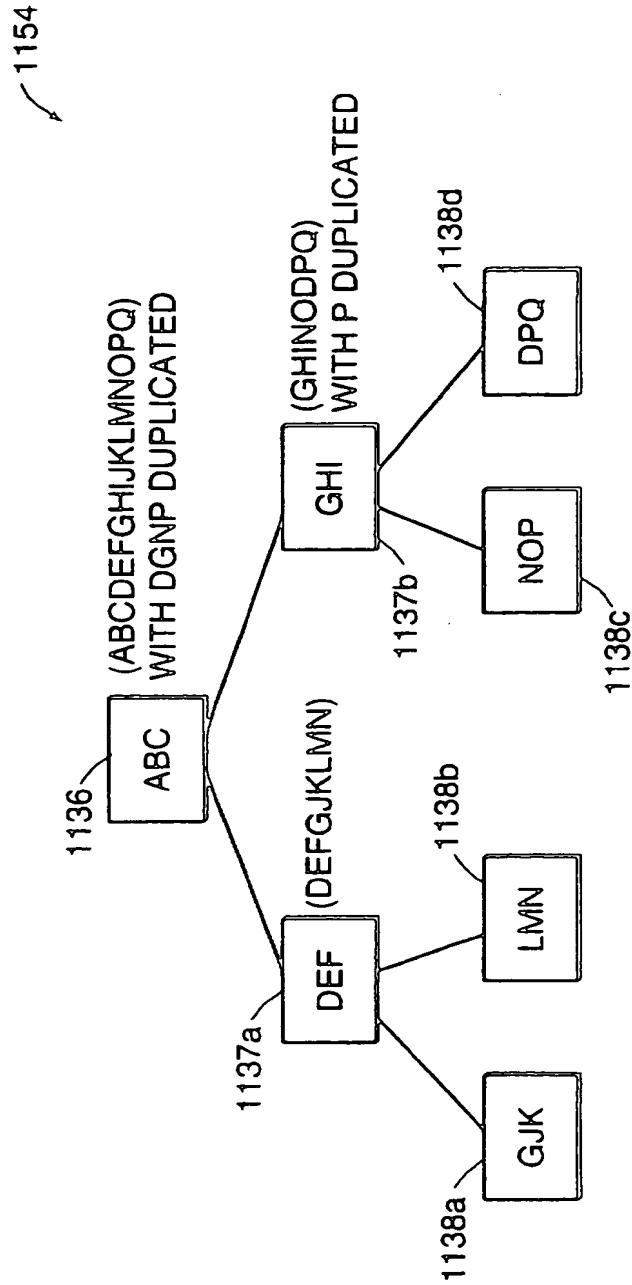 1154
1136
ABC
(ABCDEFGHIJKLMNOPQ)
WITH DGNP DUPLICATED
1137a
DEF
(DEFGJKLMN)
GHI
1137b
(GHINODPQ)
WITH P DUPLICATED
1138a
GJK
LMN
1138b
NOP
1138c
DPQ
1138d